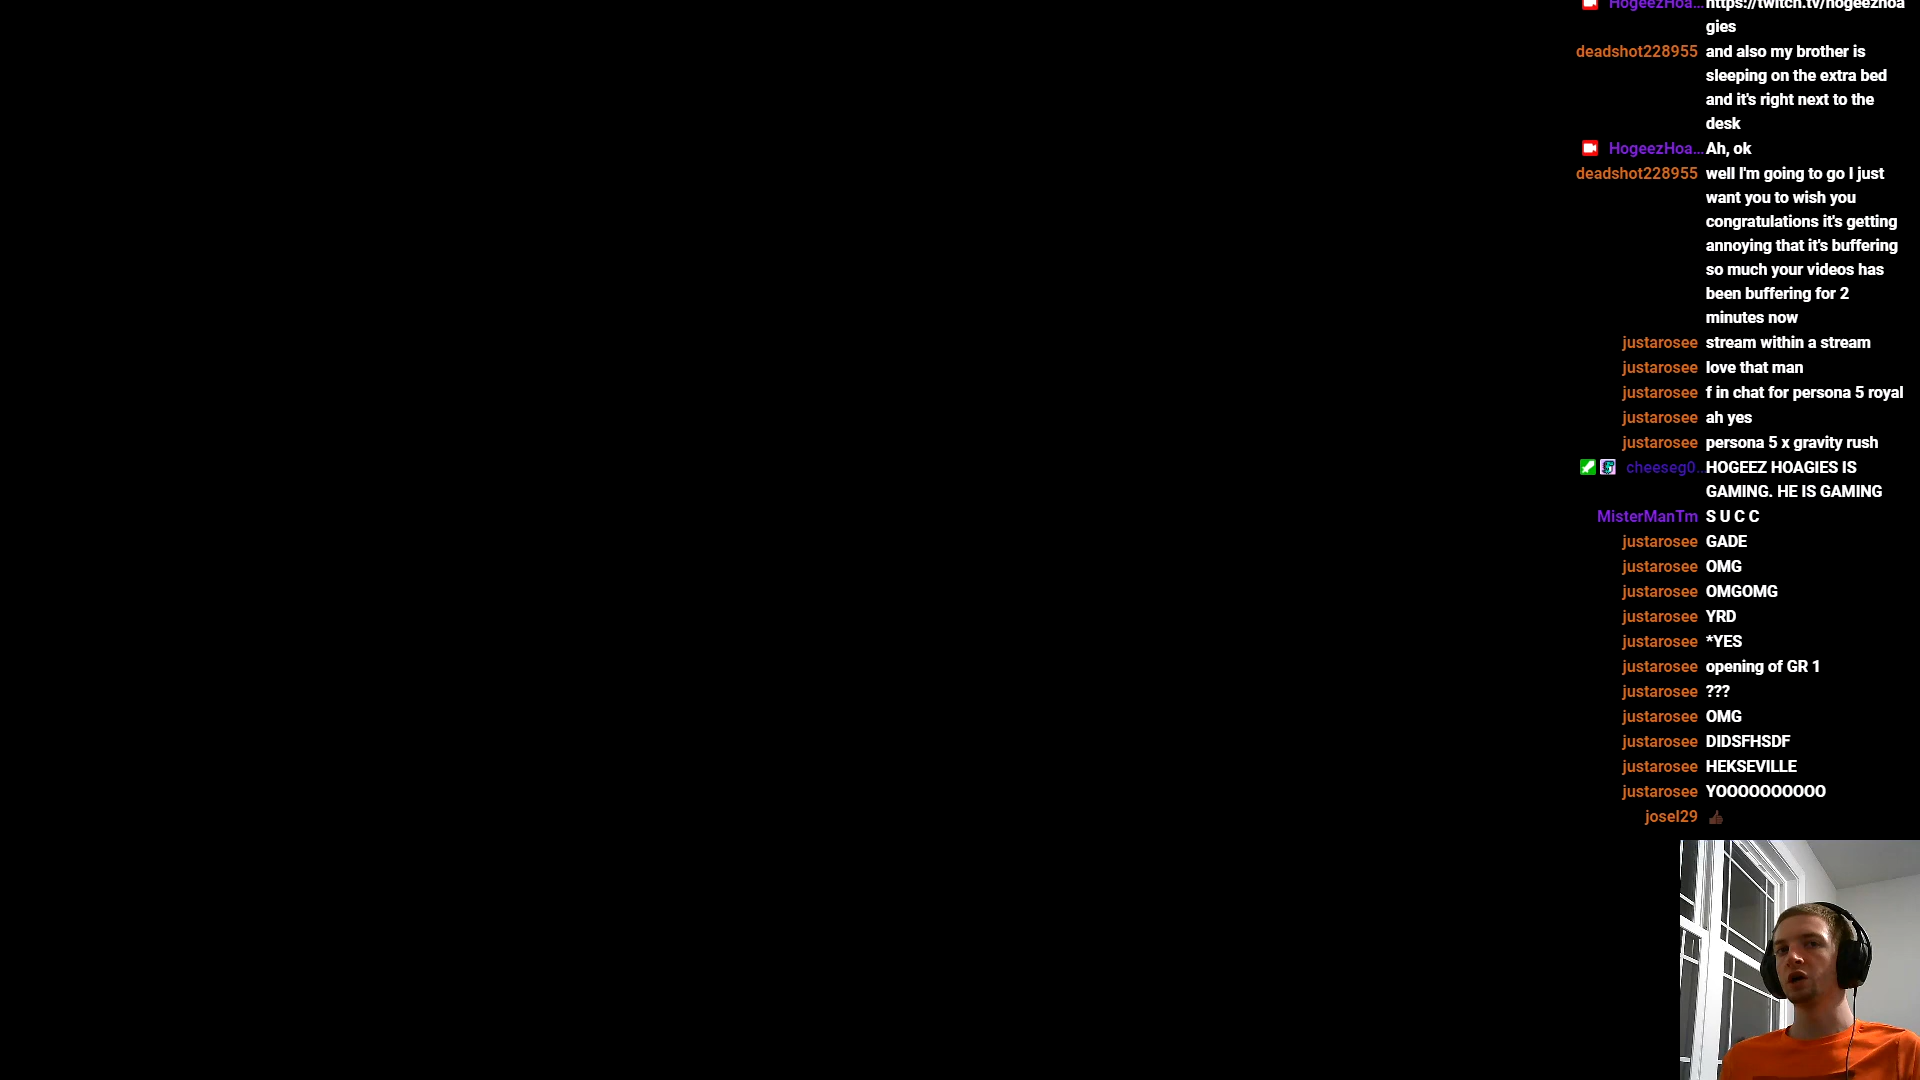 HogeezHoa... https://twitch.tv/hogeezhoa
gies
deadshot228955 and also my brother is
sleeping on the extra bed
and it's right next to the
desk
HogeezHoa... Ah, ok
deadshot228955 well I'm going to go I just
want you to wish you
congratulations it's getting
annoying that it's buffering
so much your videos has
been buffering for 2
minutes now
justarosee stream within a stream
justarosee love that man
justarosee f in chat for persona 5 royal
justarosee ah yes
justarosee persona 5 x gravity rush
cheeseg0... HOGEEZ HOAGIES IS
GAMING. HE IS GAMING
MisterManTm S U C C
justarosee GADE
justarosee OMG
justarosee OMGOMG
justarosee YRD
justarosee *YES
justarosee opening of GR 1
justarosee ???
justarosee OMG
justarosee DIDSFHSDF
justarosee HEKSEVILLE
justarosee YOOOOOOOOOO
josel29 👍🏿